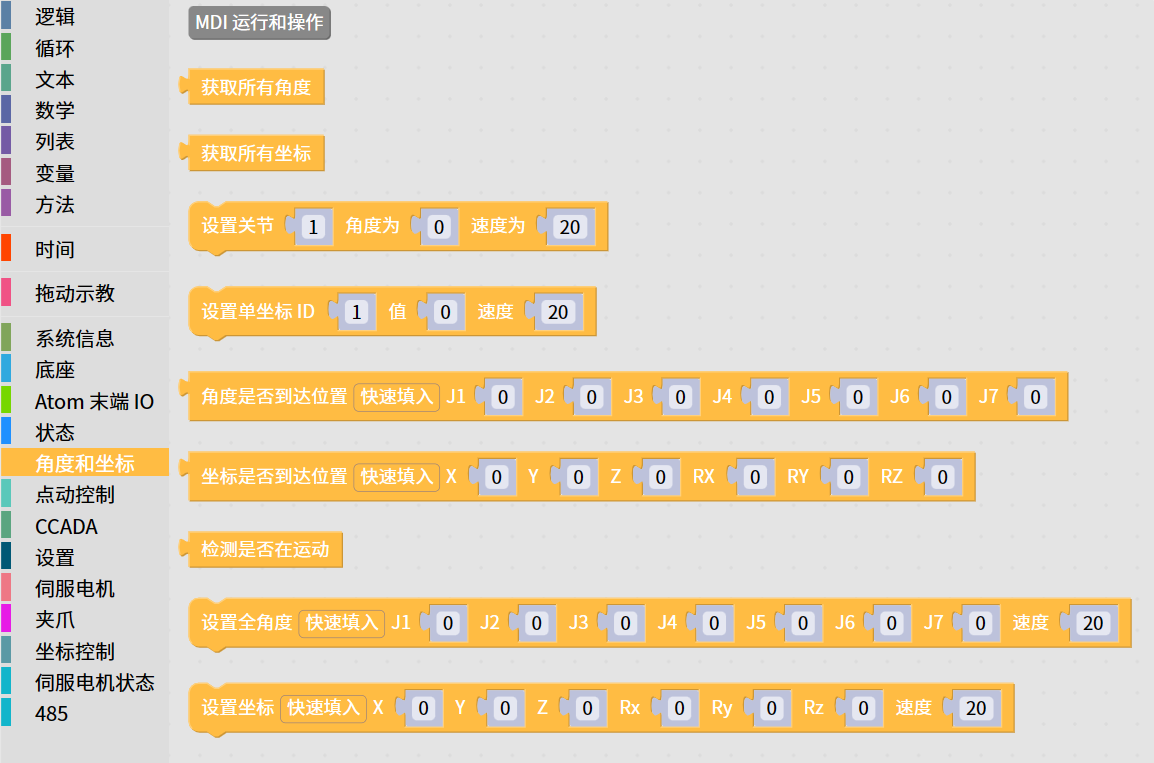 逻辑
循环
文本
数学
列表
变量
方法
时间
拖动示教
系统信息
底座
Atom 末端 IO
状态
角度和坐标
点动控制
CCADA
设置
伺服电机
夹爪
坐标控制
伺服电机状态
485
MDI 运行和操作
获取所有角度
获取所有坐标
设置关节 1 角度为 0 速度为 20
设置单坐标 ID 1 值 0 速度 20
角度是否到达位置 快速填入 J1 0 J2 0 J3 0 J4 0 J5 0 J6 0 J7 0
坐标是否到达位置 快速填入 X 0 Y 0 Z 0 RX 0 RY 0 RZ 0
检测是否在运动
设置全角度 快速填入 J1 0 J2 0 J3 0 J4 0 J5 0 J6 0 J7 0 速度 20
设置坐标 快速填入 X 0 Y 0 Z 0 Rx 0 Ry 0 Rz 0 速度 20